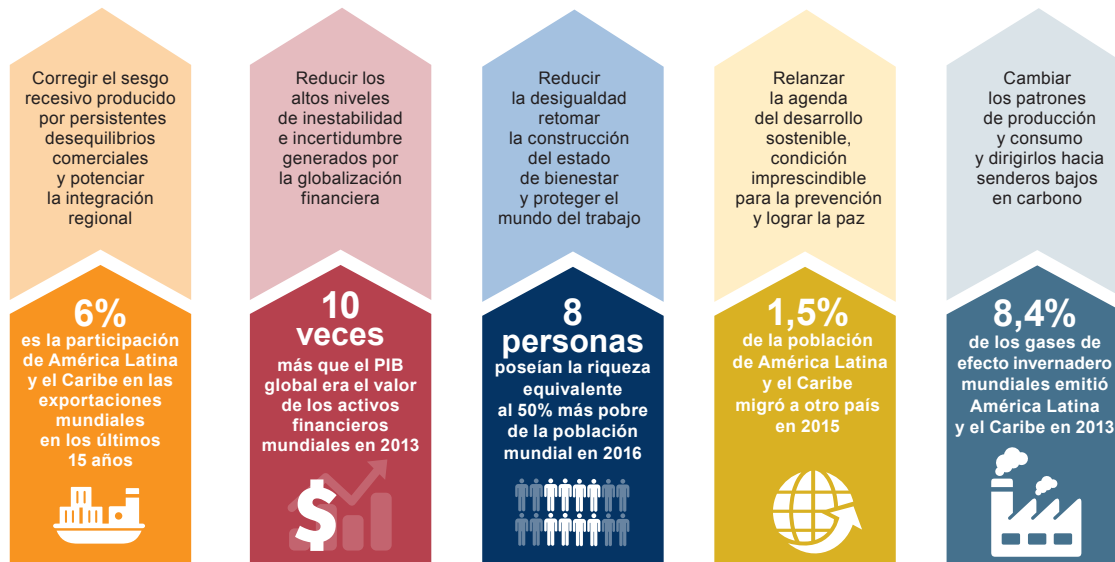 Corregir el sesgo
recesivo producido
por persistentes
desequilibrios
comerciales
y potenciar
la integración
regional
6%
es la participación
de América Latina
y el Caribe en las
exportaciones
mundiales
en los últimos
15 años
Reducir los
altos niveles
de inestabilidad
e incertidumbre
generados por
la globalización
financiera
10
veces
más que el PIB
global era el valor
de los activos
financieros
mundiales en 2013
$
Reducir
la desigualdad
retomar
la construcción
del estado
de bienestar
y proteger el
mundo del trabajo
8
personas
poseían la riqueza
equivalente
al 50% más pobre
de la población
mundial en 2016
Relanzar
la agenda
del desarrollo
sostenible,
condición
imprescindible
para la prevención
y lograr la paz
1,5%
de la población
de América Latina
y el Caribe
migró a otro país
en 2015
Cambiar
los patrones
de producción
y consumo
y dirigirlos hacia
senderos bajos
en carbono
8,4%
de los gases de
efecto invernadero
mundiales emitió
América Latina
y el Caribe en 2013